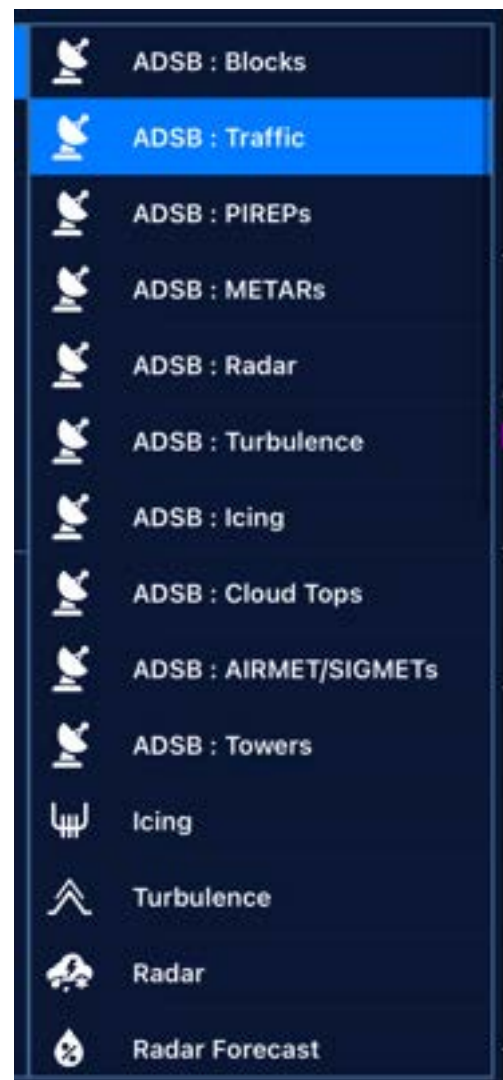 ADSB : Blocks
ADSB : Traffic
ADSB : PIREPs
ADSB : METARs
ADSB : Radar
ADSB : Turbulence
ADSB : Icing
ADSB : Cloud Tops
ADSB : AIRMET/SIGMETs
ADSB : Towers
Icing
Turbulence
Radar
Radar Forecast